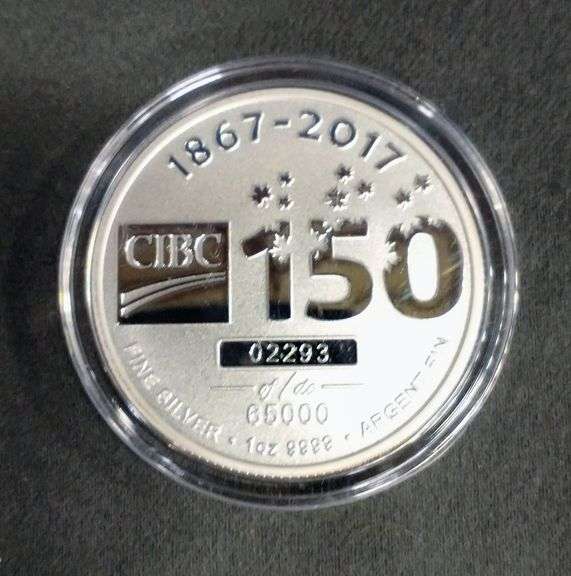 1867-2017
CIBC
150
02293
of/de
65000
FINE SILVER • 1oz 9999 • ARGENT FIN